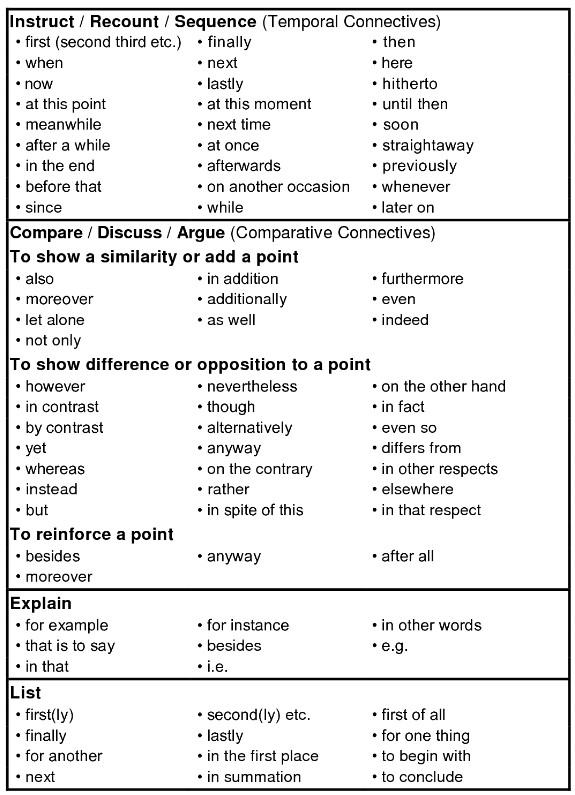 Instruct / Recount / Sequence (Temporal Connectives)
• first (second third etc.) • finally • then
• when • next • here
• now • lastly • hitherto
• at this point • at this moment • until then
• meanwhile • next time • soon
• after a while • at once • straightaway
• in the end • afterwards • previously
• before that • on another occasion • whenever
• since • while • later on
Compare / Discuss / Argue (Comparative Connectives)
To show a similarity or add a point
• also • in addition • furthermore
• moreover • additionally • even
• let alone • as well • indeed
• not only
To show difference or opposition to a point
• however • nevertheless • on the other hand
• in contrast • though • in fact
• by contrast • alternatively • even so
• yet • anyway • differs from
• whereas • on the contrary • in other respects
• instead • rather • elsewhere
• but • in spite of this • in that respect
To reinforce a point
• besides • anyway • after all
• moreover
Explain
• for example • for instance • in other words
• that is to say • besides • e.g.
• in that • i.e.
List
• first(ly) • second(ly) etc. • first of all
• finally • lastly • for one thing
• for another • in the first place • to begin with
• next • in summation • to conclude